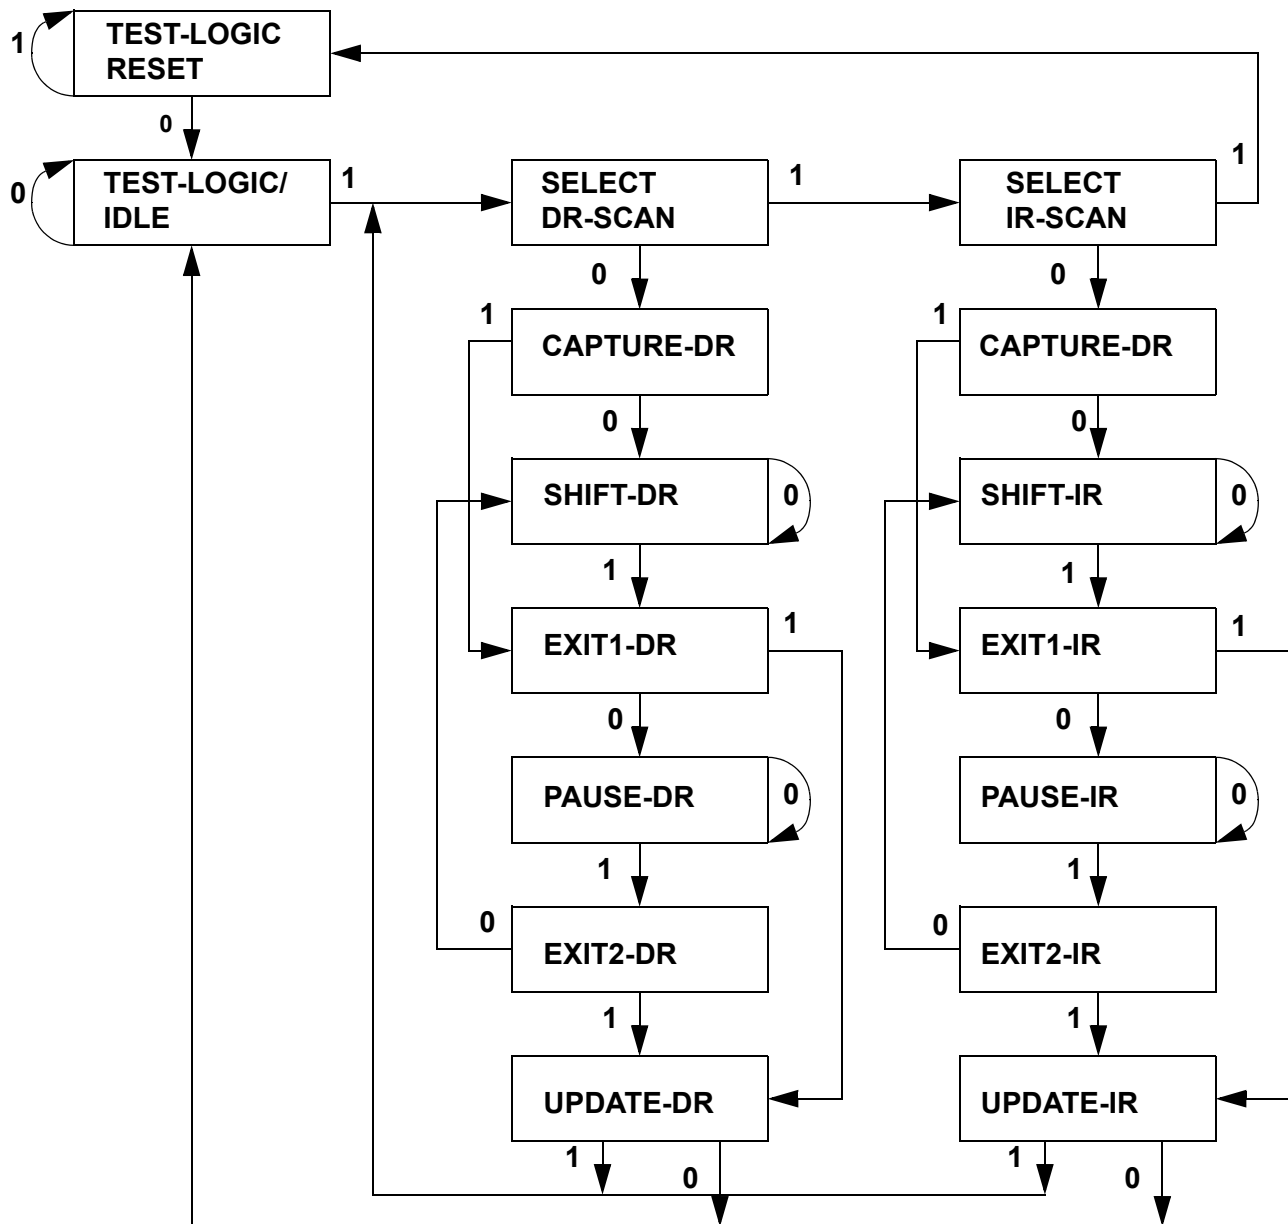 TEST-LOGIC
RESET
1
0
TEST-LOGIC/
IDLE
0
1
SELECT
DR-SCAN
1
SELECT
IR-SCAN
1
0
0
1
CAPTURE-DR
1
CAPTURE-DR
0
0
SHIFT-DR
0
SHIFT-IR
0
1
1
EXIT1-DR
1
EXIT1-IR
1
0
0
PAUSE-DR
0
PAUSE-IR
0
1
1
0
EXIT2-DR
0
EXIT2-IR
1
1
UPDATE-DR
UPDATE-IR
1
0
1
0